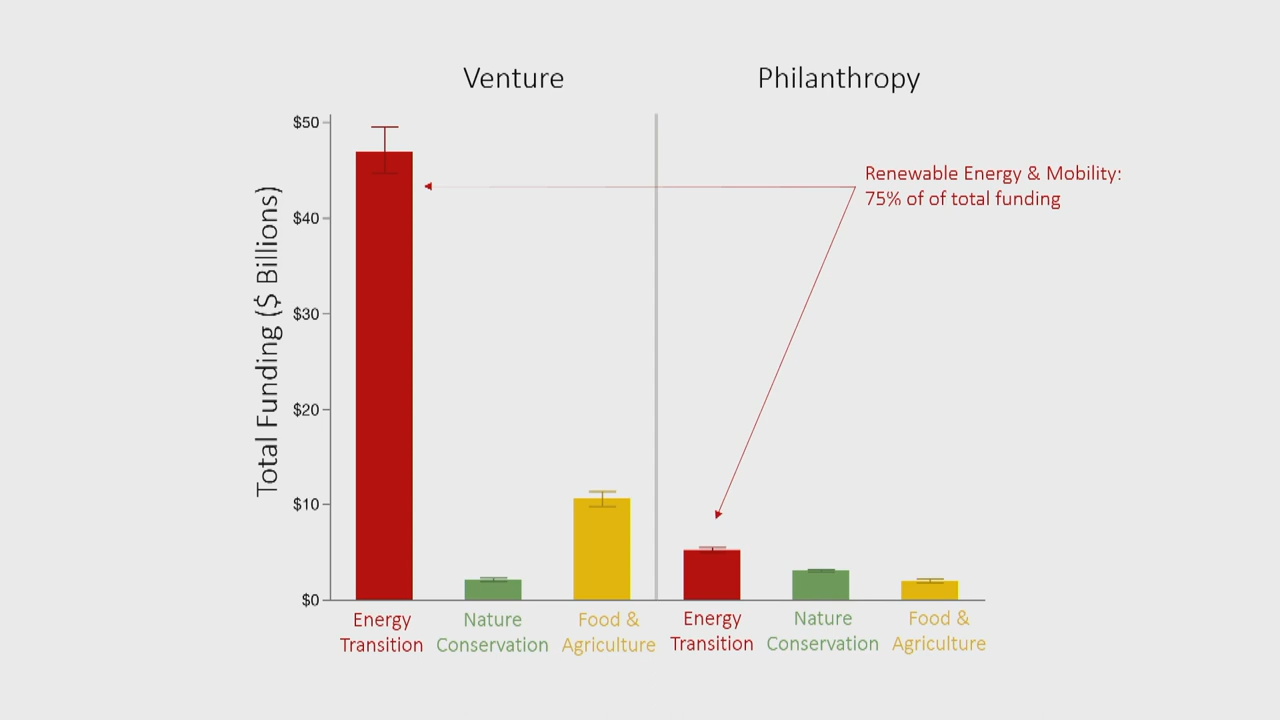 Venture
Philanthropy
$50
$40
$30
$20
$10
$0
Total Funding ($ Billions)
Renewable Energy & Mobility:
75% of of total funding
Energy
Transition
Nature
Conservation
Food &
Agriculture
Energy
Transition
Nature
Conservation
Food &
Agriculture